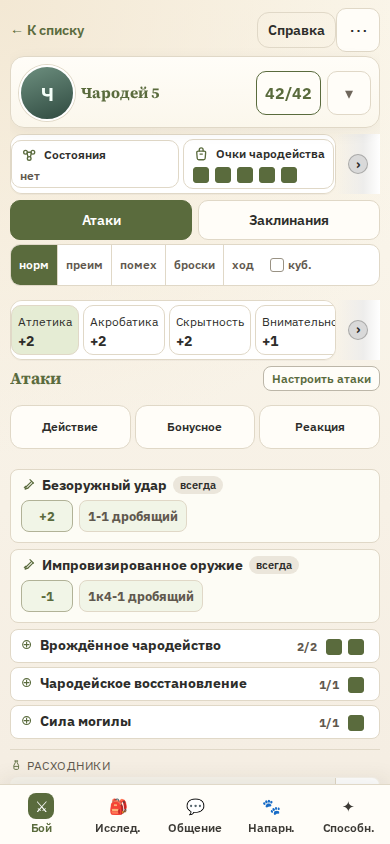 ← К списку
Справка
...
Ч
Чародей 5
42/42
Состояния
нет
Очки чародейства
Атаки
Заклинания
норм преим помех броски ход куб.
Атлетика
+2
Акробатика
+2
Скрытность
+2
Внимательно
+1
Атаки
Настроить атаки
Действие
Бонусное
Реакция
Безоружный удар всегда
+2 1-1 дробящий
Импровизированное оружие всегда
-1 1к4-1 дробящий
Врождённое чародейство 2/2
Чародейское восстановление 1/1
Сила могилы 1/1
РАСХОДНИКИ
Бой
Исслед.
Общение
Напарн.
Способн.